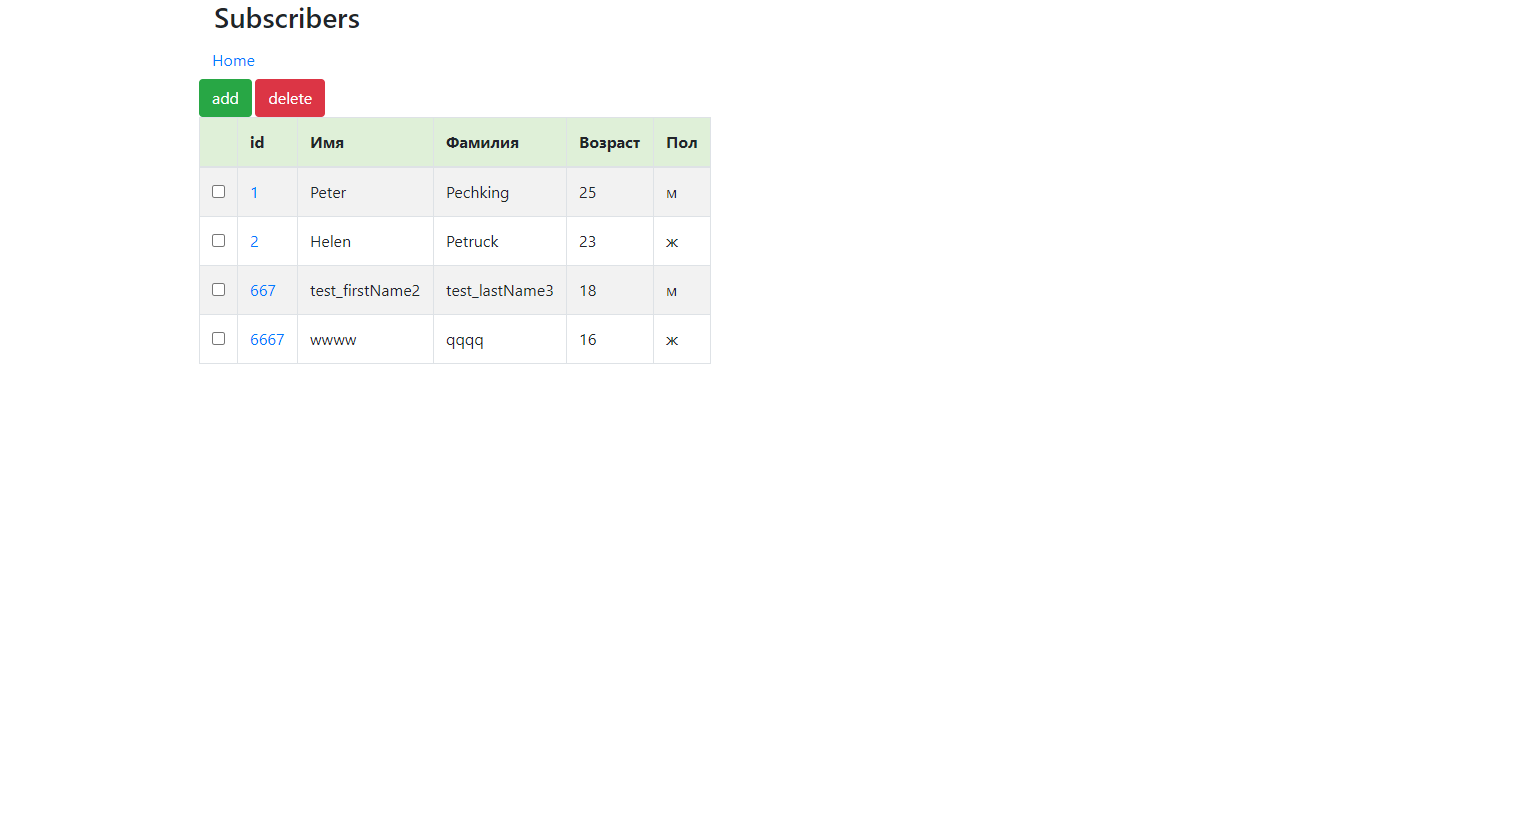 Subscribers
Home
add delete
id Имя Фамилия Возраст Пол
1 Peter Pechking 25 м
2 Helen Petruck 23 ж
667 test_firstName2 test_lastName3 18 м
6667 wwww qqqq 16 ж